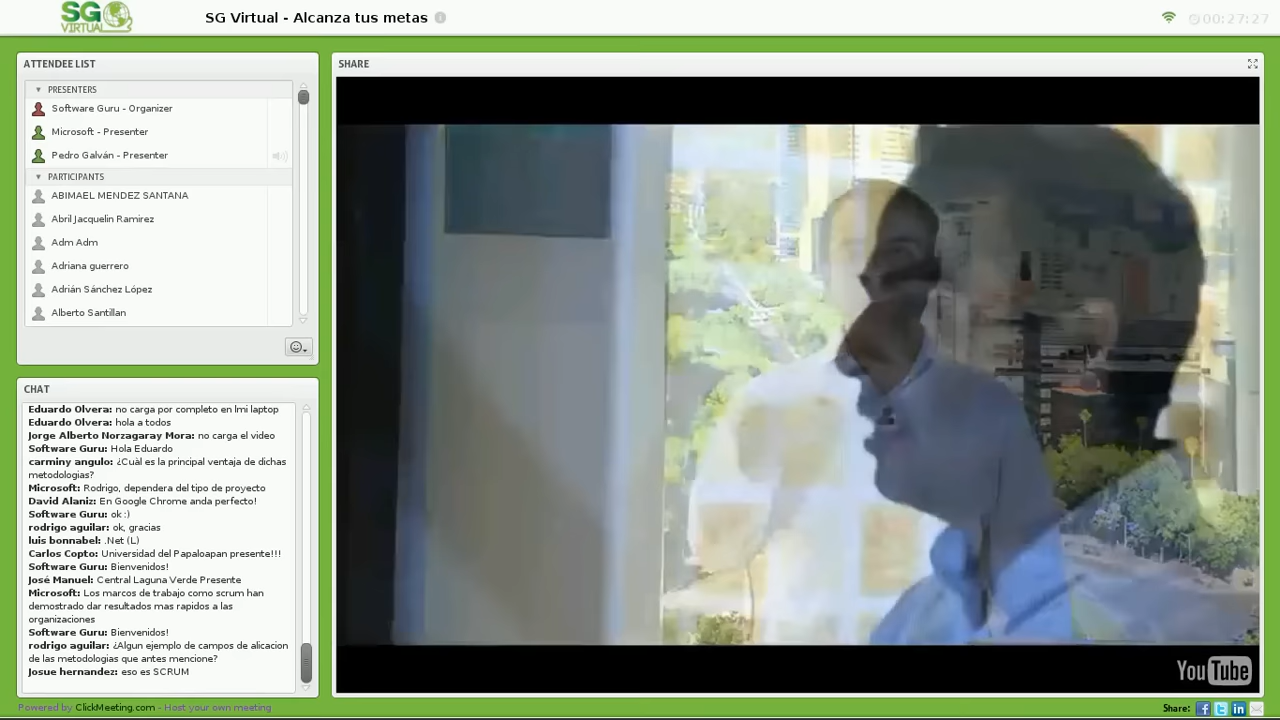 SG
VIRTUAL
SG Virtual - Alcanza tus metas
00:27:27
ATTENDEE LIST
PRESENTERS
Software Guru - Organizer
Microsoft - Presenter
Pedro Galván - Presenter
PARTICIPANTS
ABIMAEL MENDEZ SANTANA
Abril Jacquelin Ramirez
Adm Adm
Adriana guerrero
Adrián Sánchez López
Alberto Santillan
CHAT
Eduardo Olvera: no carga por completo en lmi laptop
Eduardo Olvera: hola a todos
Jorge Alberto Norzagaray Mora: no carga el video
Software Guru: Hola Eduardo
carminy angulo: ¿Cuàl es la principal ventaja de dichas
metodologias?
Microsoft: Rodrigo, dependera del tipo de proyecto
David Alaniz: En Google Chrome anda perfecto!
Software Guru: ok :)
rodrigo aguilar: ok, gracias
luis bonnabel: .Net (L)
Carlos Copto: Universidad del Papaloapan presente!!!
Software Guru: Bienvenidos!
José Manuel: Central Laguna Verde Presente
Microsoft: Los marcos de trabajo como scrum han
demostrado dar resultados mas rapidos a las
organizaciones
Software Guru: Bienvenidos!
rodrigo aguilar: ¿Algun ejemplo de campos de alicacion
de las metodologias que antes mencione?
Josue hernandez: eso es SCRUM
SHARE
YouTube
Powered by ClickMeeting.com - Host your own meeting
Share: